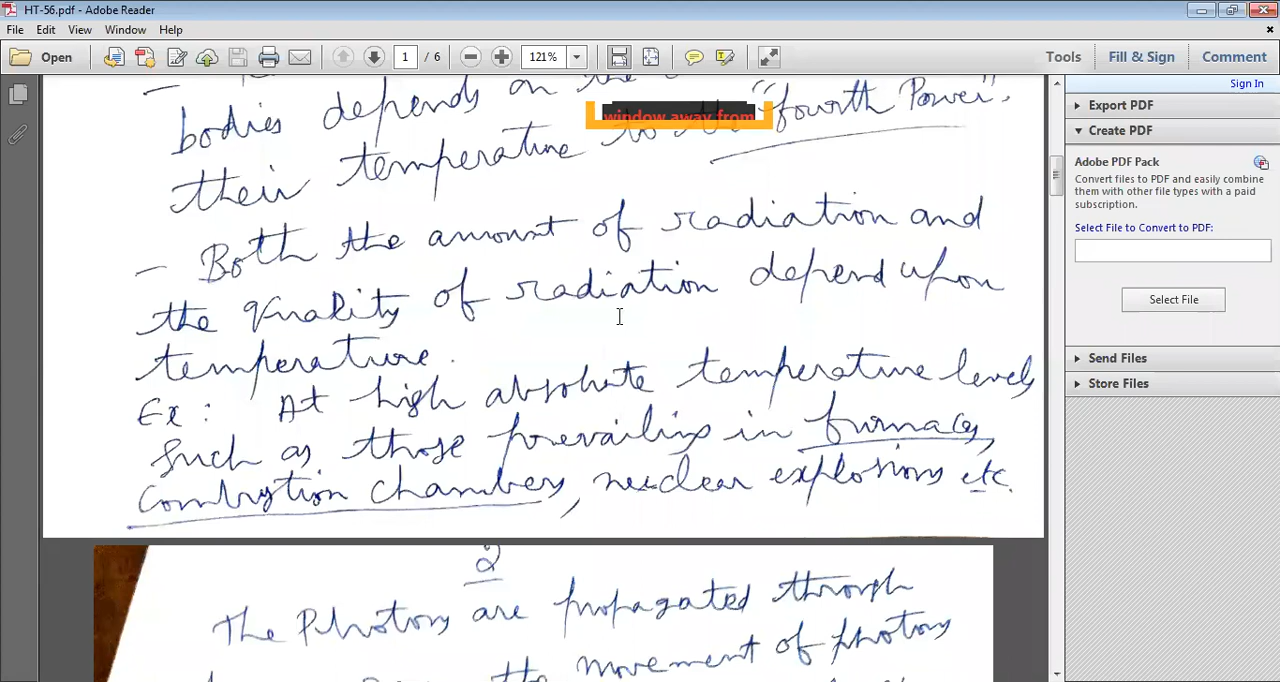 HT-56.pdf - Adobe Reader
File Edit View Window Help
Open 1 / 6 121% Tools Fill & Sign Comment
Sign In
Export PDF
Create PDF
Adobe PDF Pack
Convert files to PDF and easily combine
them with other file types with a paid
subscription.
Select File to Convert to PDF:
Select File
Send Files
Store Files
bodies depends on the
window away from
their temperature to the "fourth Power".
- Both the amount of radiation and
the quality of radiation depend upon
temperature.
Ex: At high absolute temperature levels
such as those prevailing in furnaces,
Combustion chambers, nuclear explosions etc.
2
The Photons are propagated through
the movement of photons